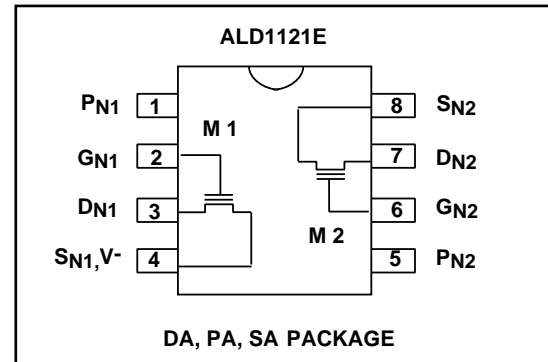 ALD1121E
PN1 1
8 SN2
M 1
GN1 2
7 DN2
DN1 3
6 GN2
M 2
SN1,V- 4
5 PN2
DA, PA, SA PACKAGE